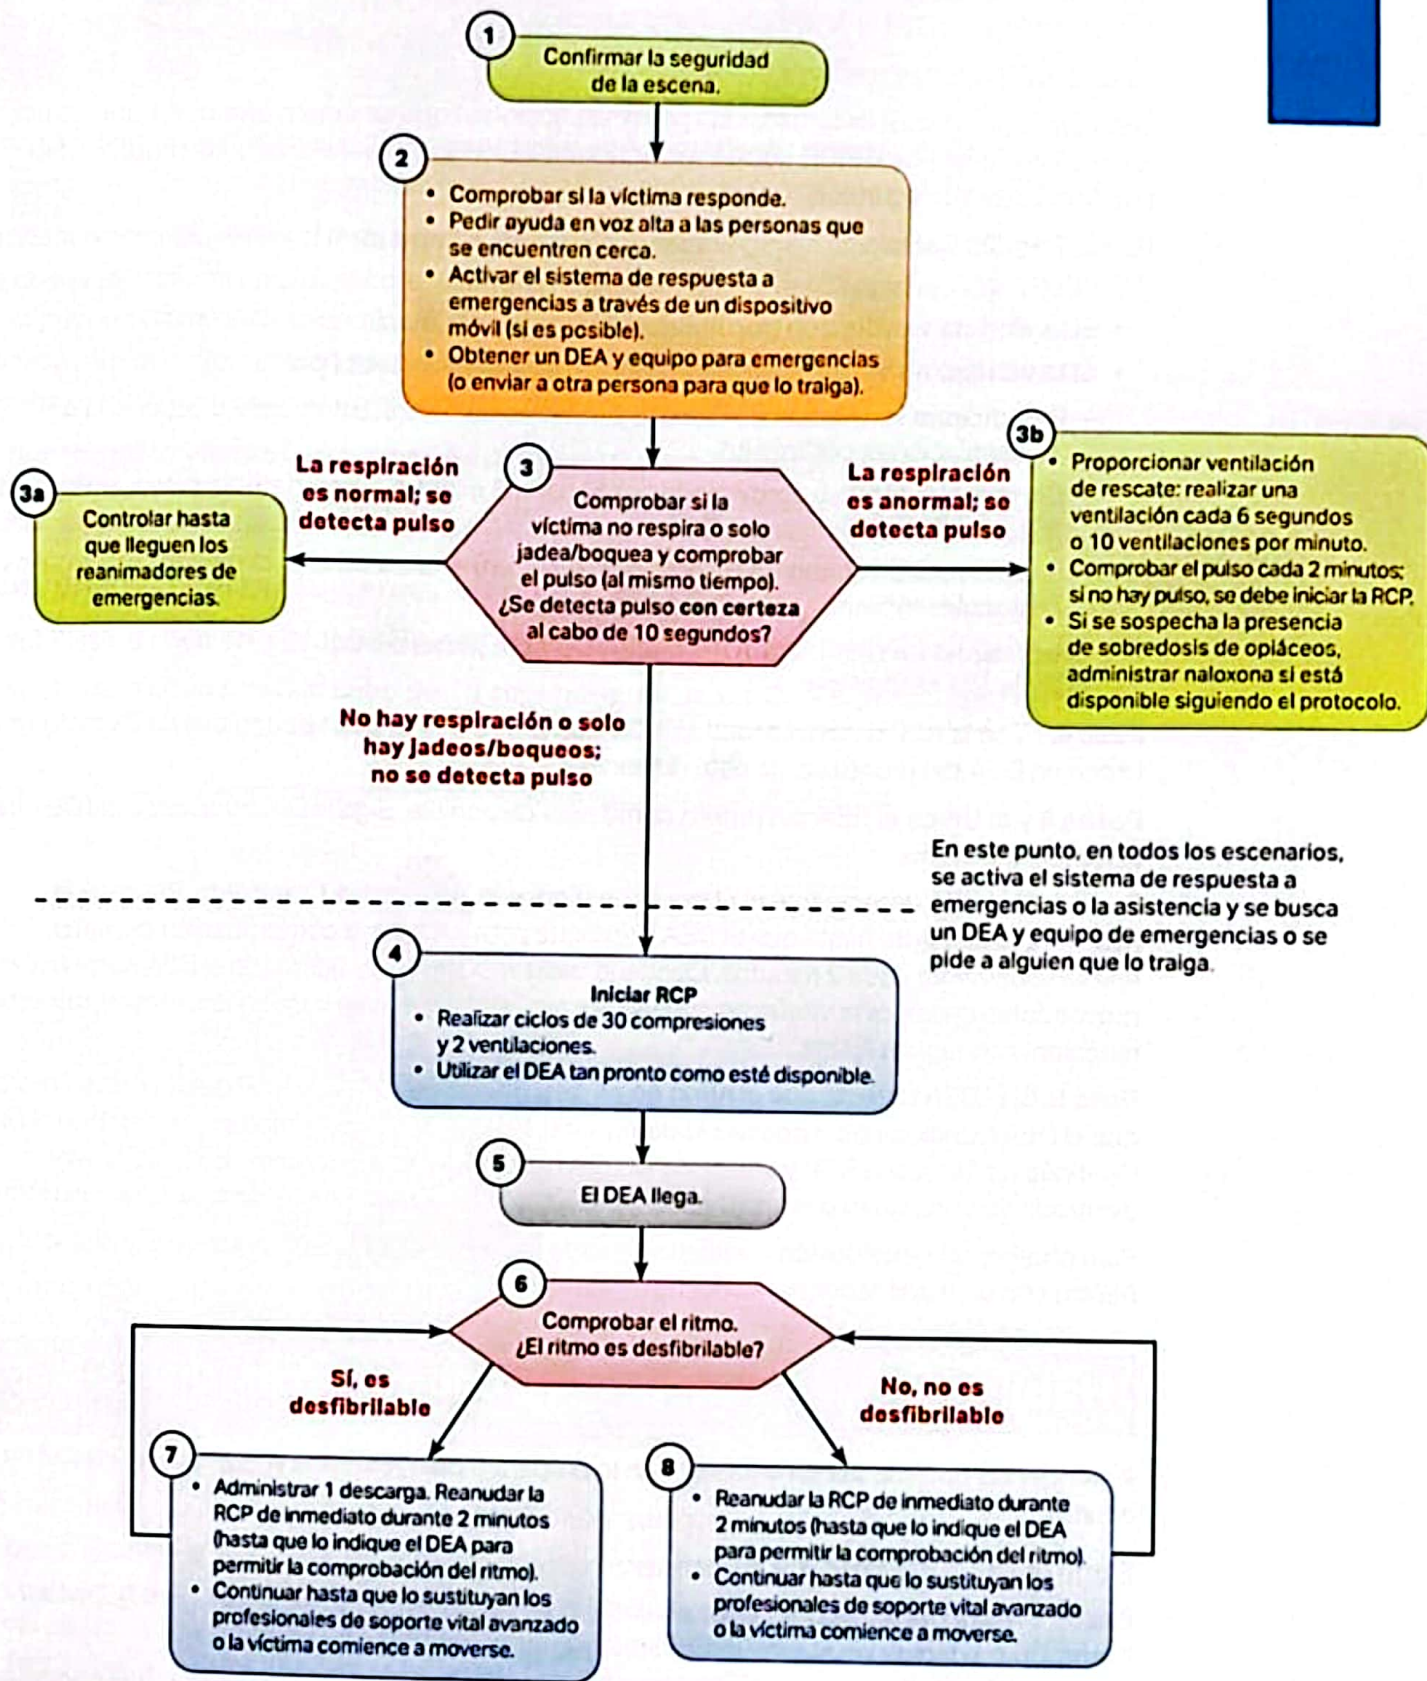 1
Confirmar la seguridad
de la escena.
2
• Comprobar si la víctima responde.
• Pedir ayuda en voz alta a las personas que
se encuentren cerca.
• Activar el sistema de respuesta a
emergencias a través de un dispositivo
móvil (si es posible).
• Obtener un DEA y equipo para emergencias
(o enviar a otra persona para que lo traiga).
3a
Controlar hasta
que lleguen los
reanimadores de
emergencias.
La respiración
es normal; se
detecta pulso
3
Comprobar si la
víctima no respira o solo
jadea/boquea y comprobar
el pulso (al mismo tiempo).
¿Se detecta pulso con certeza
al cabo de 10 segundos?
La respiración
es anormal; se
detecta pulso
3b
• Proporcionar ventilación
de rescate: realizar una
ventilación cada 6 segundos
o 10 ventilaciones por minuto.
• Comprobar el pulso cada 2 minutos;
si no hay pulso, se debe iniciar la RCP.
• Si se sospecha la presencia
de sobredosis de opiáceos,
administrar naloxona si está
disponible siguiendo el protocolo.
No hay respiración o solo
hay jadeos/boqueos;
no se detecta pulso
En este punto, en todos los escenarios,
se activa el sistema de respuesta a
emergencias o la asistencia y se busca
un DEA y equipo de emergencias o se
pide a alguien que lo traiga.
4
Iniciar RCP
• Realizar ciclos de 30 compresiones
y 2 ventilaciones.
• Utilizar el DEA tan pronto como esté disponible.
5
El DEA llega.
6
Comprobar el ritmo.
¿El ritmo es desfibrilable?
Sí, es
desfibrilable
No, no es
desfibrilable
7
• Administrar 1 descarga. Reanudar la
RCP de inmediato durante 2 minutos
(hasta que lo indique el DEA para
permitir la comprobación del ritmo).
• Continuar hasta que lo sustituyan los
profesionales de soporte vital avanzado
o la víctima comience a moverse.
8
• Reanudar la RCP de inmediato durante
2 minutos (hasta que lo indique el DEA
para permitir la comprobación del ritmo).
• Continuar hasta que lo sustituyan los
profesionales de soporte vital avanzado
o la víctima comience a moverse.